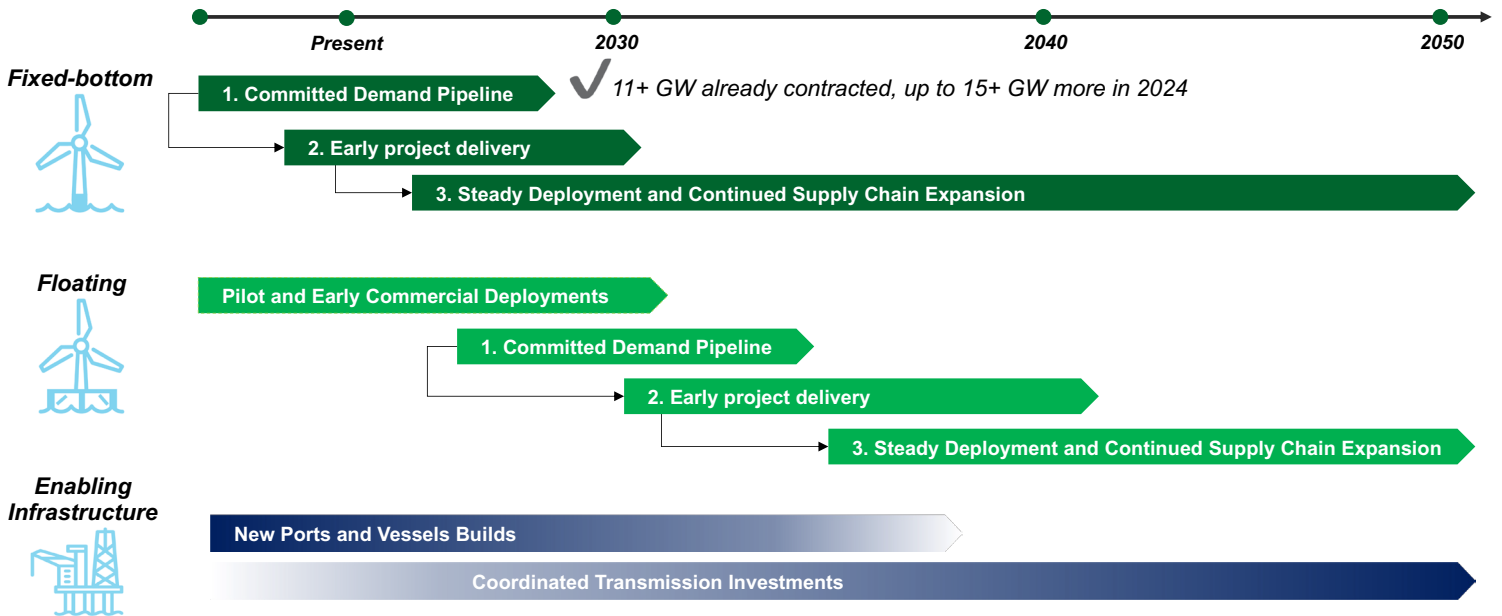 Present
2030
2040
2050
Fixed-bottom
1. Committed Demand Pipeline
11+ GW already contracted, up to 15+ GW more in 2024
2. Early project delivery
3. Steady Deployment and Continued Supply Chain Expansion
Floating
Pilot and Early Commercial Deployments
1. Committed Demand Pipeline
2. Early project delivery
3. Steady Deployment and Continued Supply Chain Expansion
Enabling
Infrastructure
New Ports and Vessels Builds
Coordinated Transmission Investments